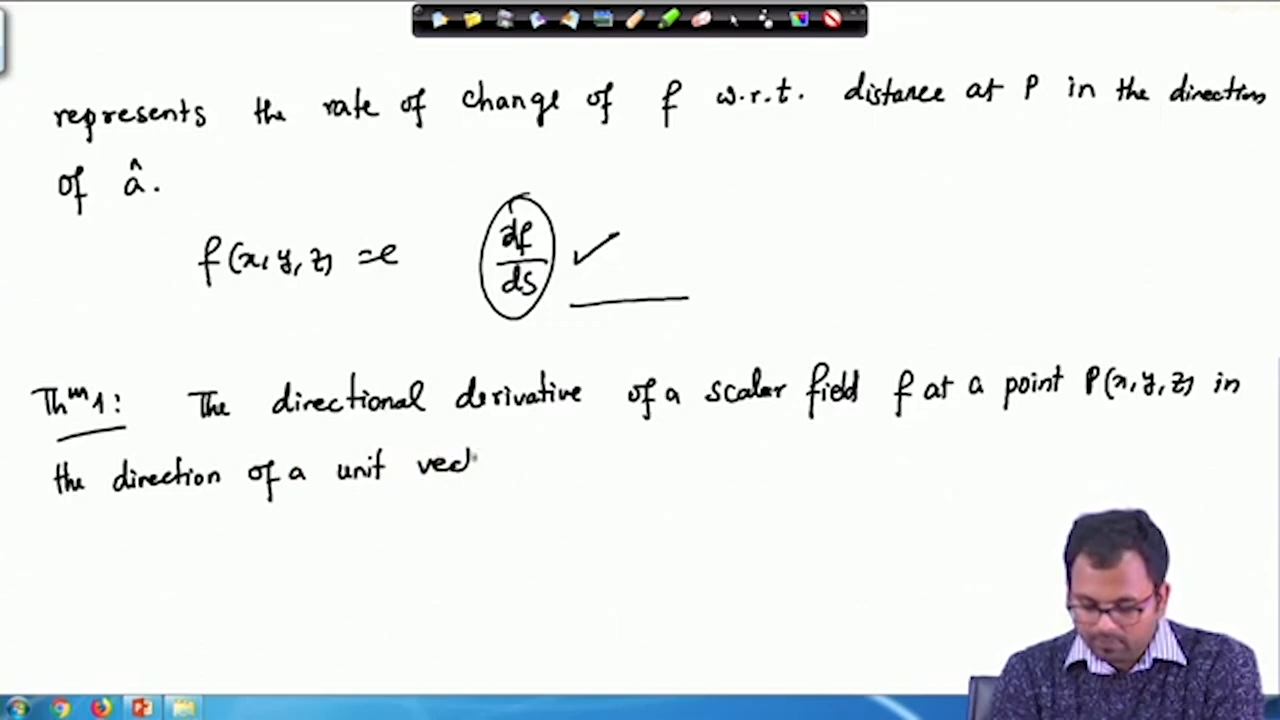 represents the rate of change of f w.r.t. distance at P in the direction
of â.
f(x, y, z) = c df/ds
Thm 1: The directional derivative of a scalar field f at a point P(x, y, z) in
the direction of a unit vec